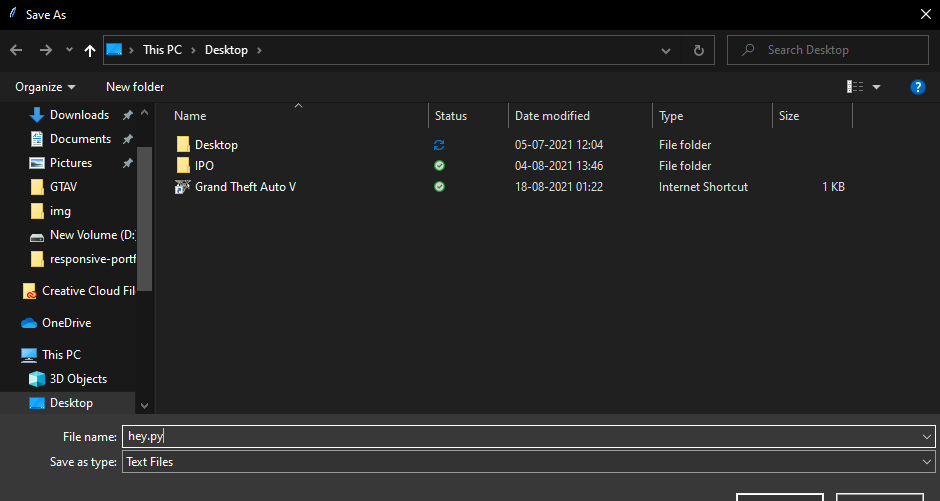 Save As
This PC > Desktop >
Search Desktop
Organize
New folder
?
Name Status Date modified Type Size
Downloads
Documents
Pictures
GTAV
img
New Volume (D:
responsive-portf
Creative Cloud Fil
OneDrive
This PC
3D Objects
Desktop
Desktop 05-07-2021 12:04 File folder
IPO 04-08-2021 13:46 File folder
Grand Theft Auto V 18-08-2021 01:22 Internet Shortcut 1 KB
File name: hey.py
Save as type: Text Files